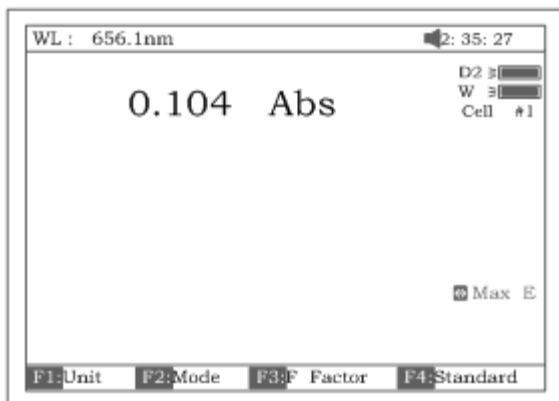 WL : 656.1nm 2: 35: 27
D2
0.104 Abs
W
Cell #1
Max E
F1:Unit F2:Mode F3:F Factor F4:Standard